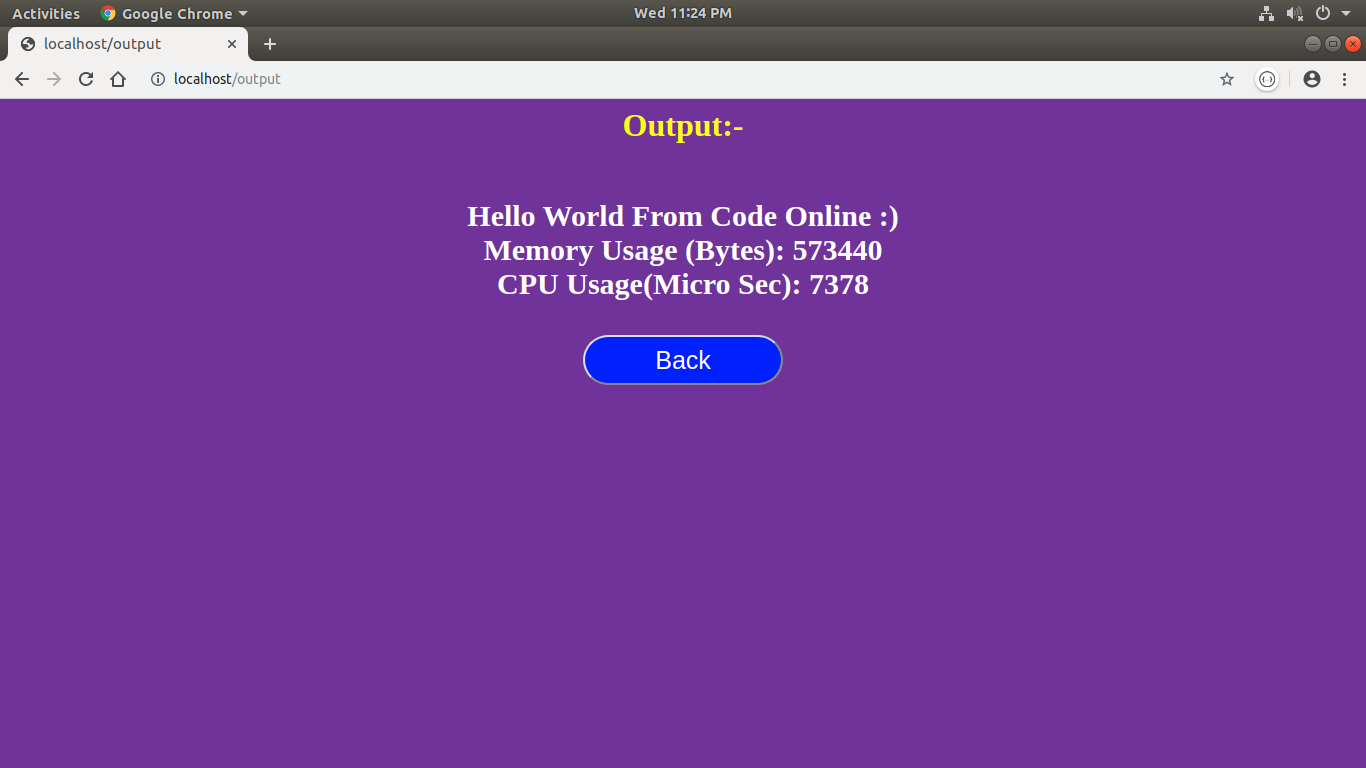 Activities Google Chrome Wed 11:24 PM
localhost/output
localhost/output
Output:-
Hello World From Code Online :)
Memory Usage (Bytes): 573440
CPU Usage(Micro Sec): 7378
Back